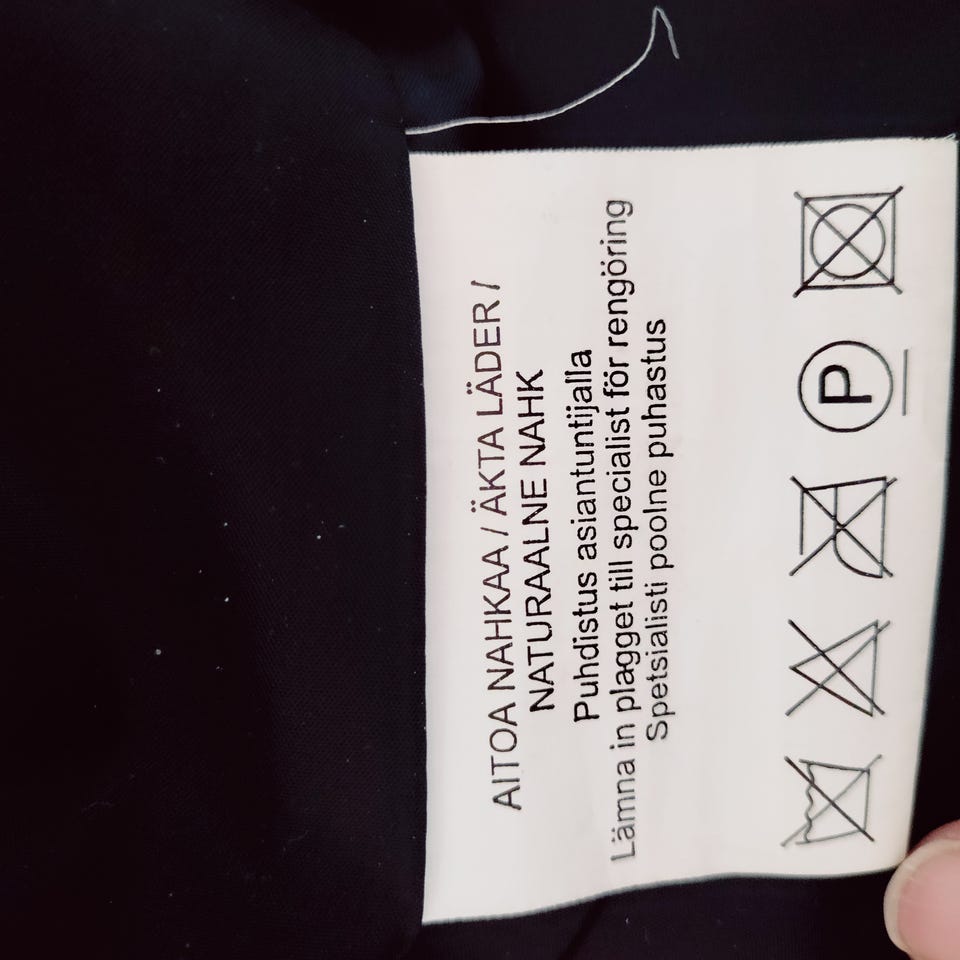 AITOA NAHKAA / ÄKTA LÄDER /
NATURAALNE NAHK
Puhdistus asiantuntijalla
Lämna in plagget till specialist för rengöring
Spetsialisti poolne puhastus
P